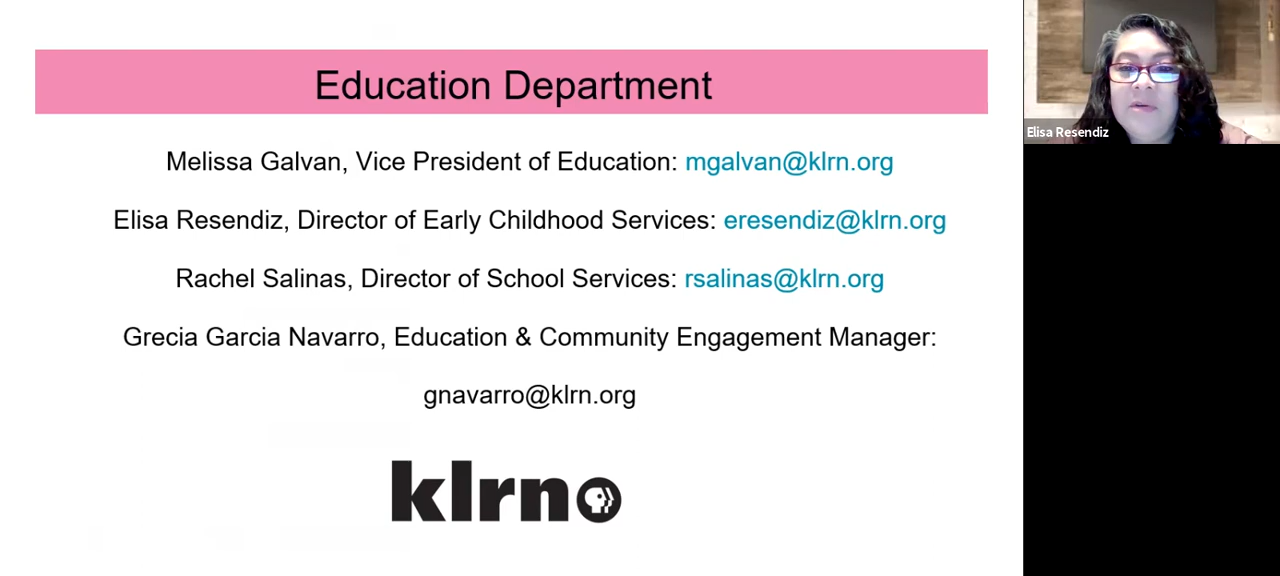 Education Department
Melissa Galvan, Vice President of Education: mgalvan@klrn.org
Elisa Resendiz, Director of Early Childhood Services: eresendiz@klrn.org
Rachel Salinas, Director of School Services: rsalinas@klrn.org
Grecia Garcia Navarro, Education & Community Engagement Manager:
gnavarro@klrn.org
klrn
Elisa Resendiz